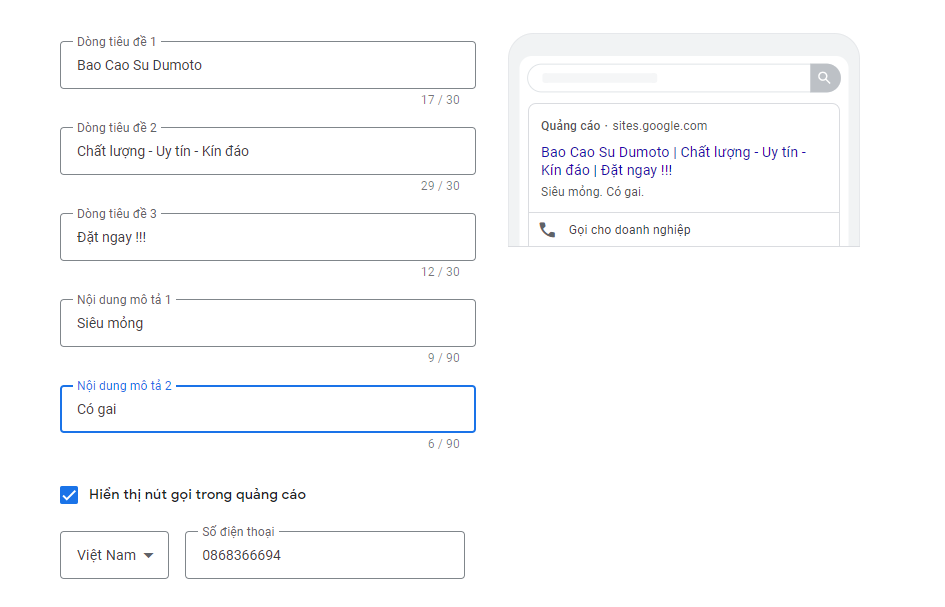 Dòng tiêu đề 1
Bao Cao Su Dumoto
17 / 30
Dòng tiêu đề 2
Chất lượng - Uy tín - Kín đáo
29 / 30
Dòng tiêu đề 3
Đặt ngay !!!
12 / 30
Nội dung mô tả 1
Siêu mỏng
9 / 90
Nội dung mô tả 2
Có gai
6 / 90
Hiển thị nút gọi trong quảng cáo
Việt Nam
Số điện thoại
0868366694
Quảng cáo · sites.google.com
Bao Cao Su Dumoto | Chất lượng - Uy tín -
Kín đáo | Đặt ngay !!!
Siêu mỏng. Có gai.
Gọi cho doanh nghiệp